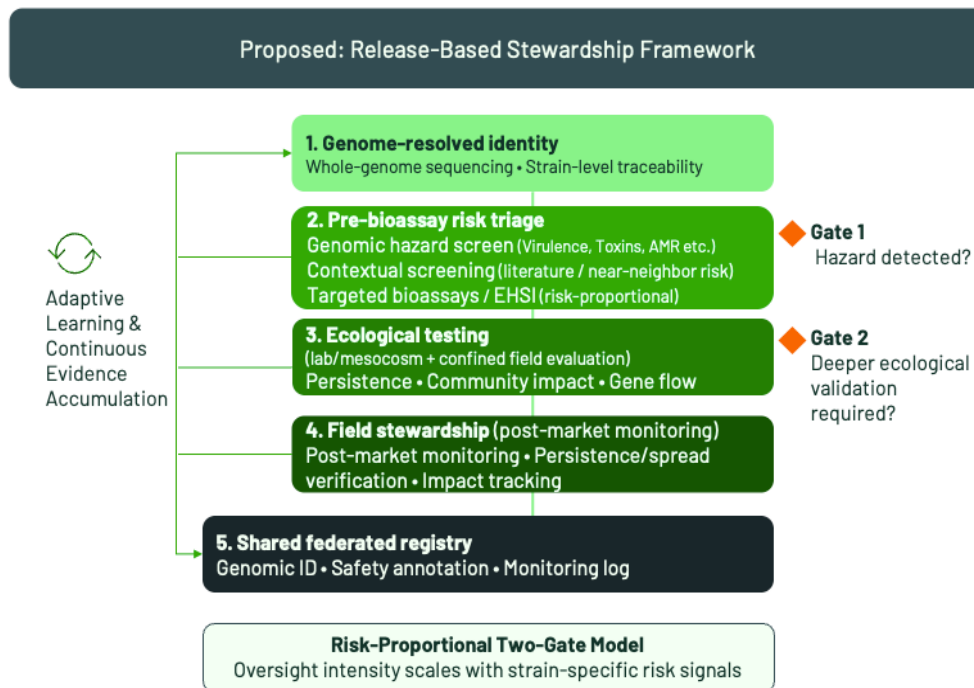 Proposed: Release-Based Stewardship Framework
1. Genome-resolved identity
Whole-genome sequencing • Strain-level traceability
2. Pre-bioassay risk triage
Genomic hazard screen (Virulence, Toxins, AMR etc.)
Contextual screening (literature / near-neighbor risk)
Targeted bioassays / EHSI (risk-proportional)
Gate 1
Hazard detected?
Adaptive
Learning &
Continuous
Evidence
Accumulation
3. Ecological testing
(lab/mesocosm + confined field evaluation)
Persistence • Community impact • Gene flow
Gate 2
Deeper ecological
validation
required?
4. Field stewardship (post-market monitoring)
Post-market monitoring • Persistence/spread
verification • Impact tracking
5. Shared federated registry
Genomic ID • Safety annotation • Monitoring log
Risk-Proportional Two-Gate Model
Oversight intensity scales with strain-specific risk signals